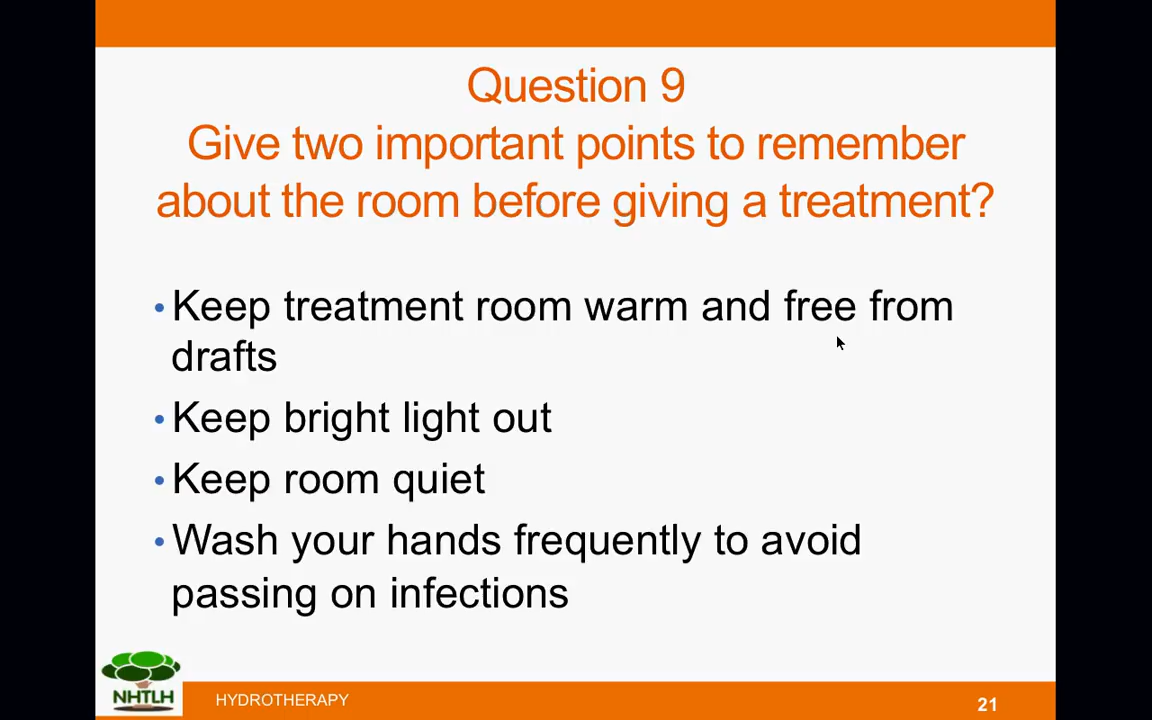 Question 9
Give two important points to remember
about the room before giving a treatment?
• Keep treatment room warm and free from
drafts
• Keep bright light out
• Keep room quiet
• Wash your hands frequently to avoid
passing on infections
NHTLH
HYDROTHERAPY
21